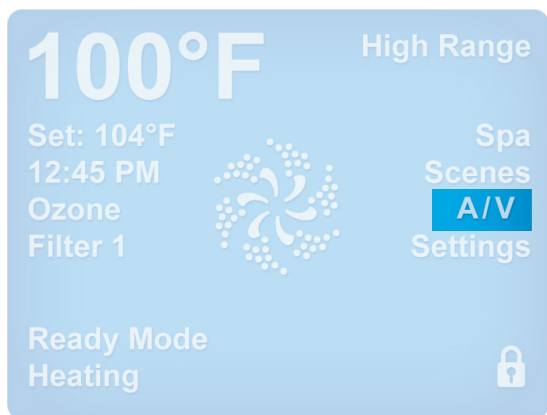 100°F
High Range
Set: 104°F
12:45 PM
Ozone
Filter 1
Spa
Scenes
A/V
Settings
Ready Mode
Heating